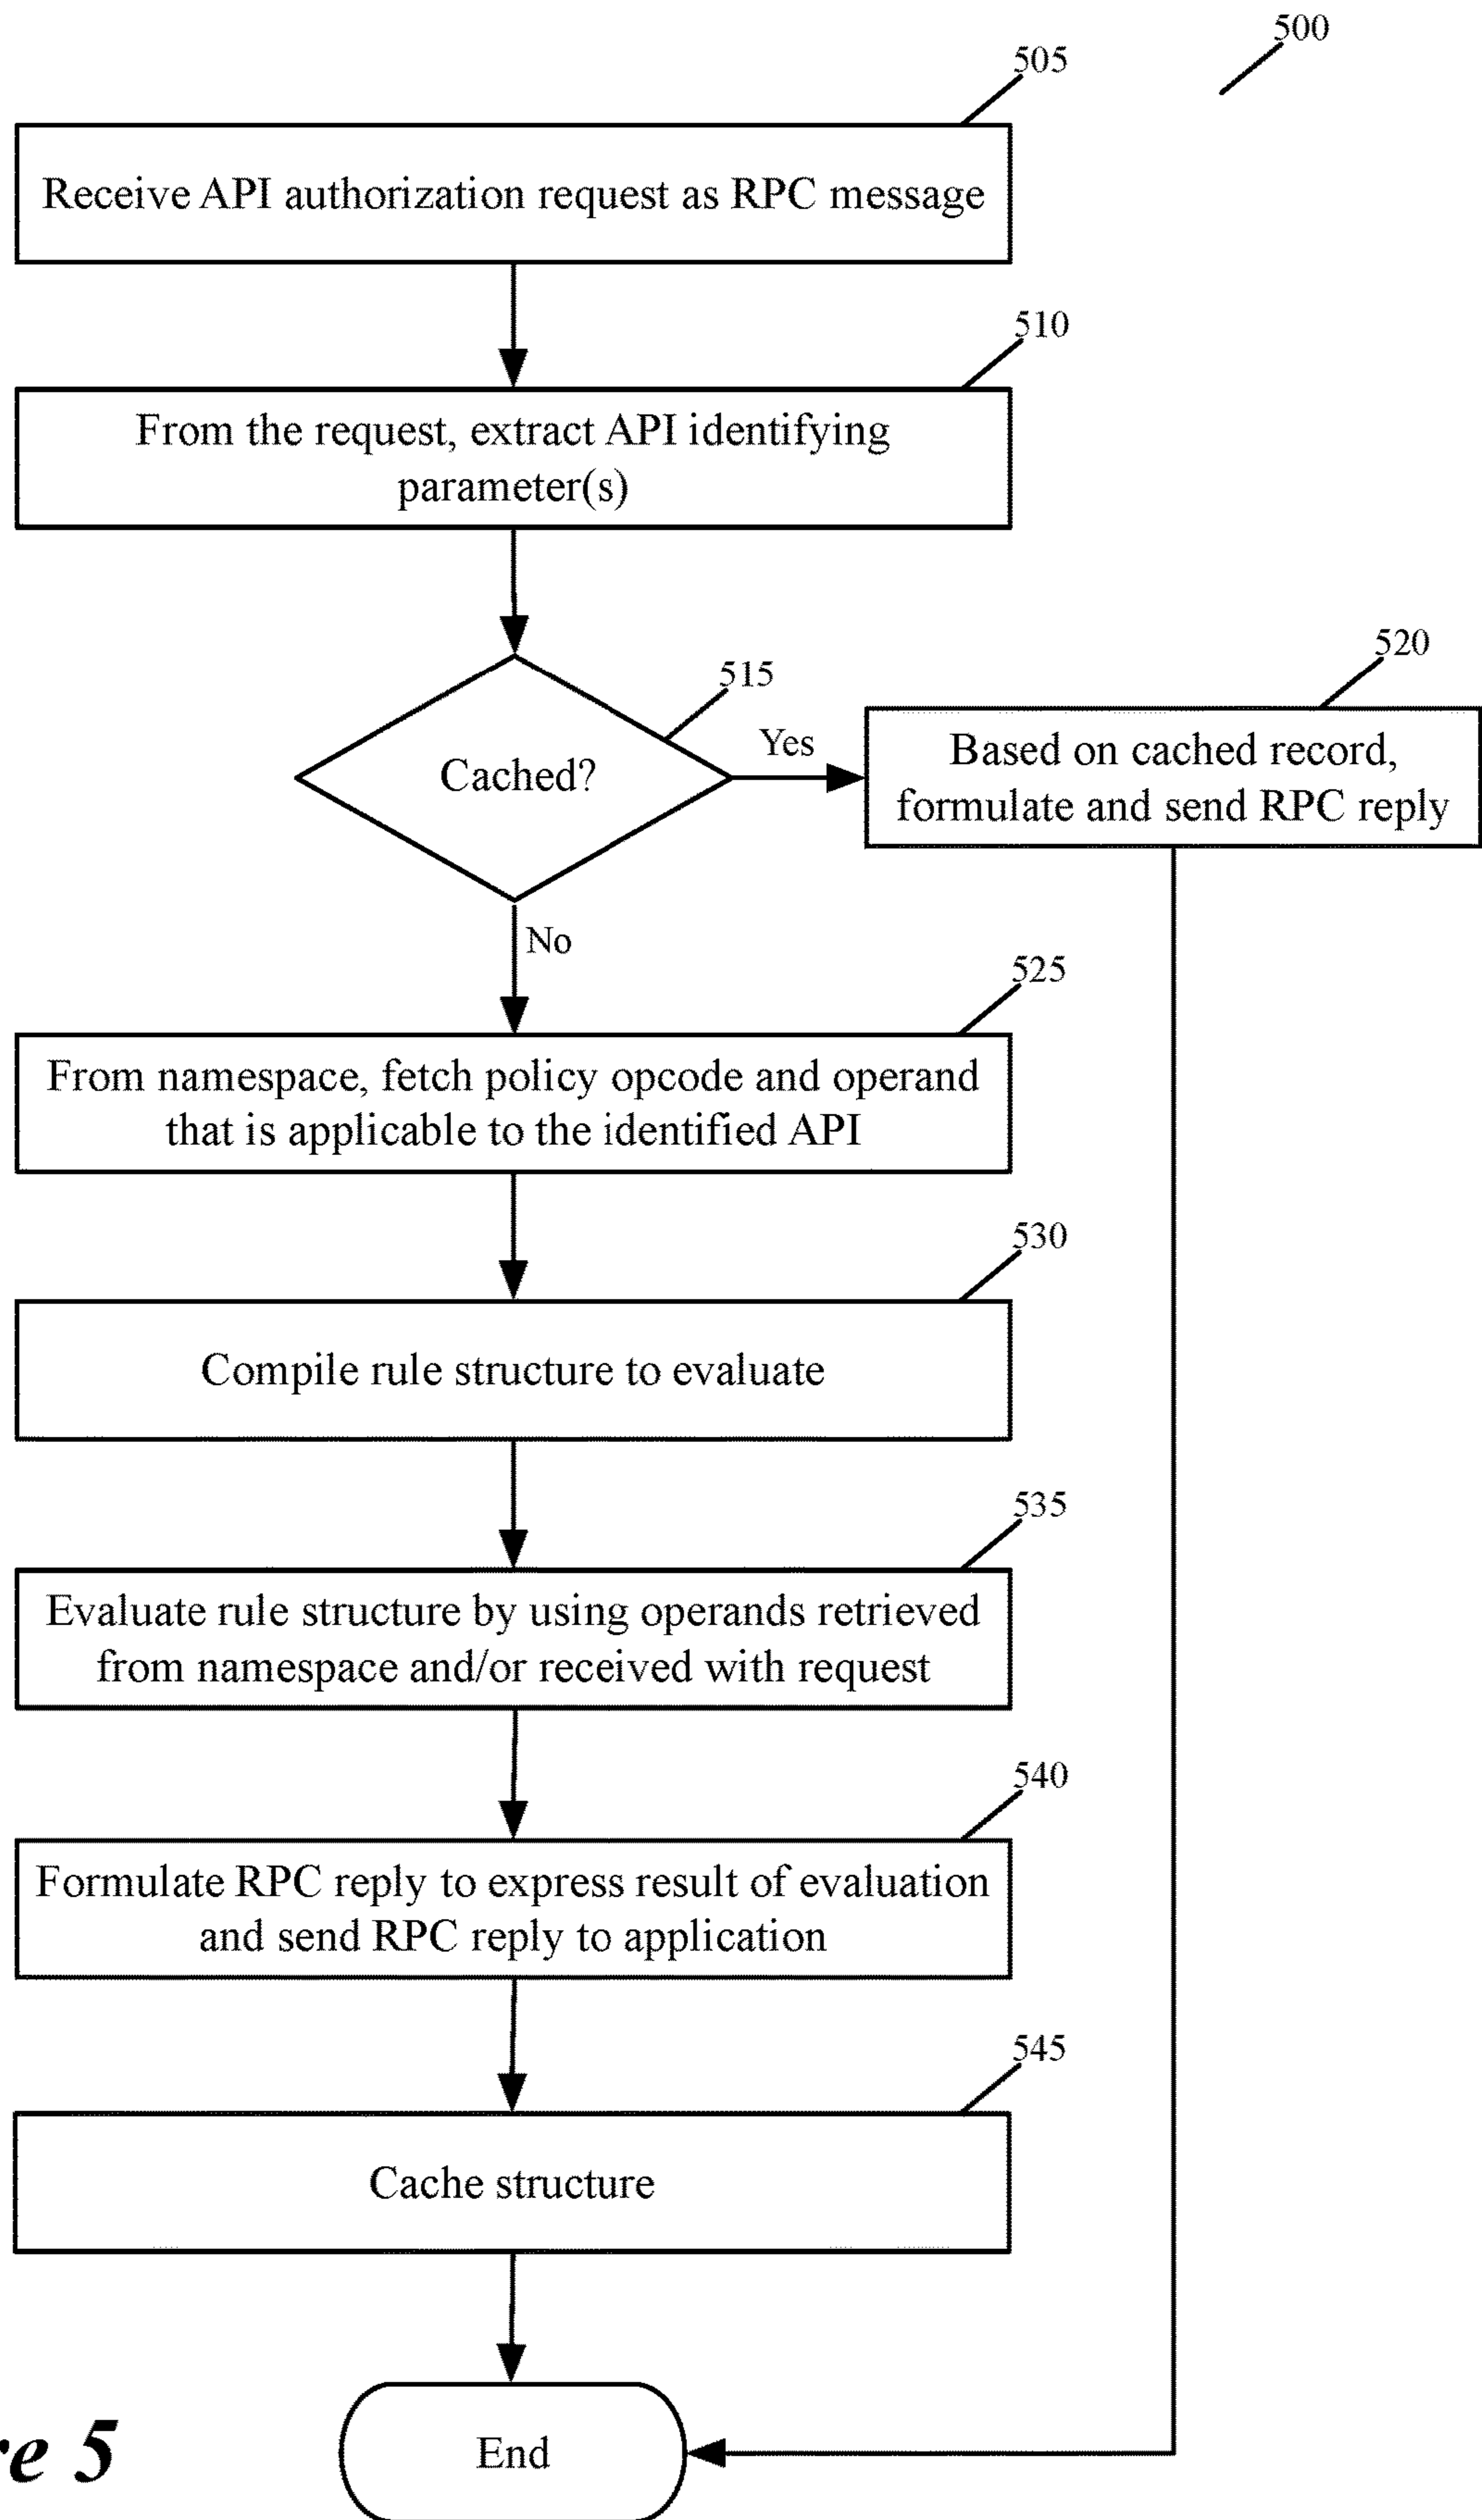 500
505
Receive API authorization request as RPC message
510
From the request, extract API identifying
parameter(s)
515
Cached?
Yes
520
Based on cached record,
formulate and send RPC reply
No
525
From namespace, fetch policy opcode and operand
that is applicable to the identified API
530
Compile rule structure to evaluate
535
Evaluate rule structure by using operands retrieved
from namespace and/or received with request
540
Formulate RPC reply to express result of evaluation
and send RPC reply to application
545
Cache structure
End
re 5